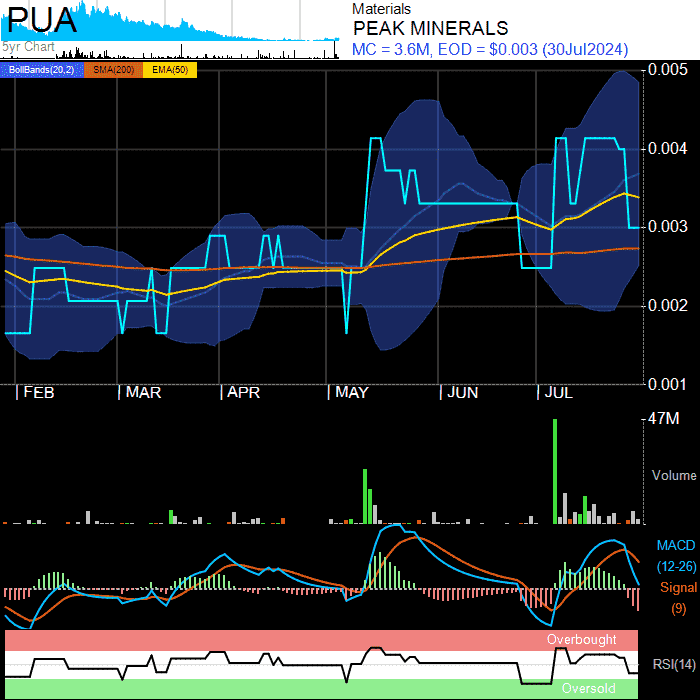 PUA
5yr Chart
Materials
PEAK MINERALS
MC = 3.6M, EOD = $0.003 (30Jul2024)
BollBands(20,2) SMA(200) EMA(50)
0.005
0.004
0.003
0.002
0.001
FEB MAR APR MAY JUN JUL
47M
Volume
MACD
(12-26)
Signal
(9)
Overbought
RSI(14)
Oversold